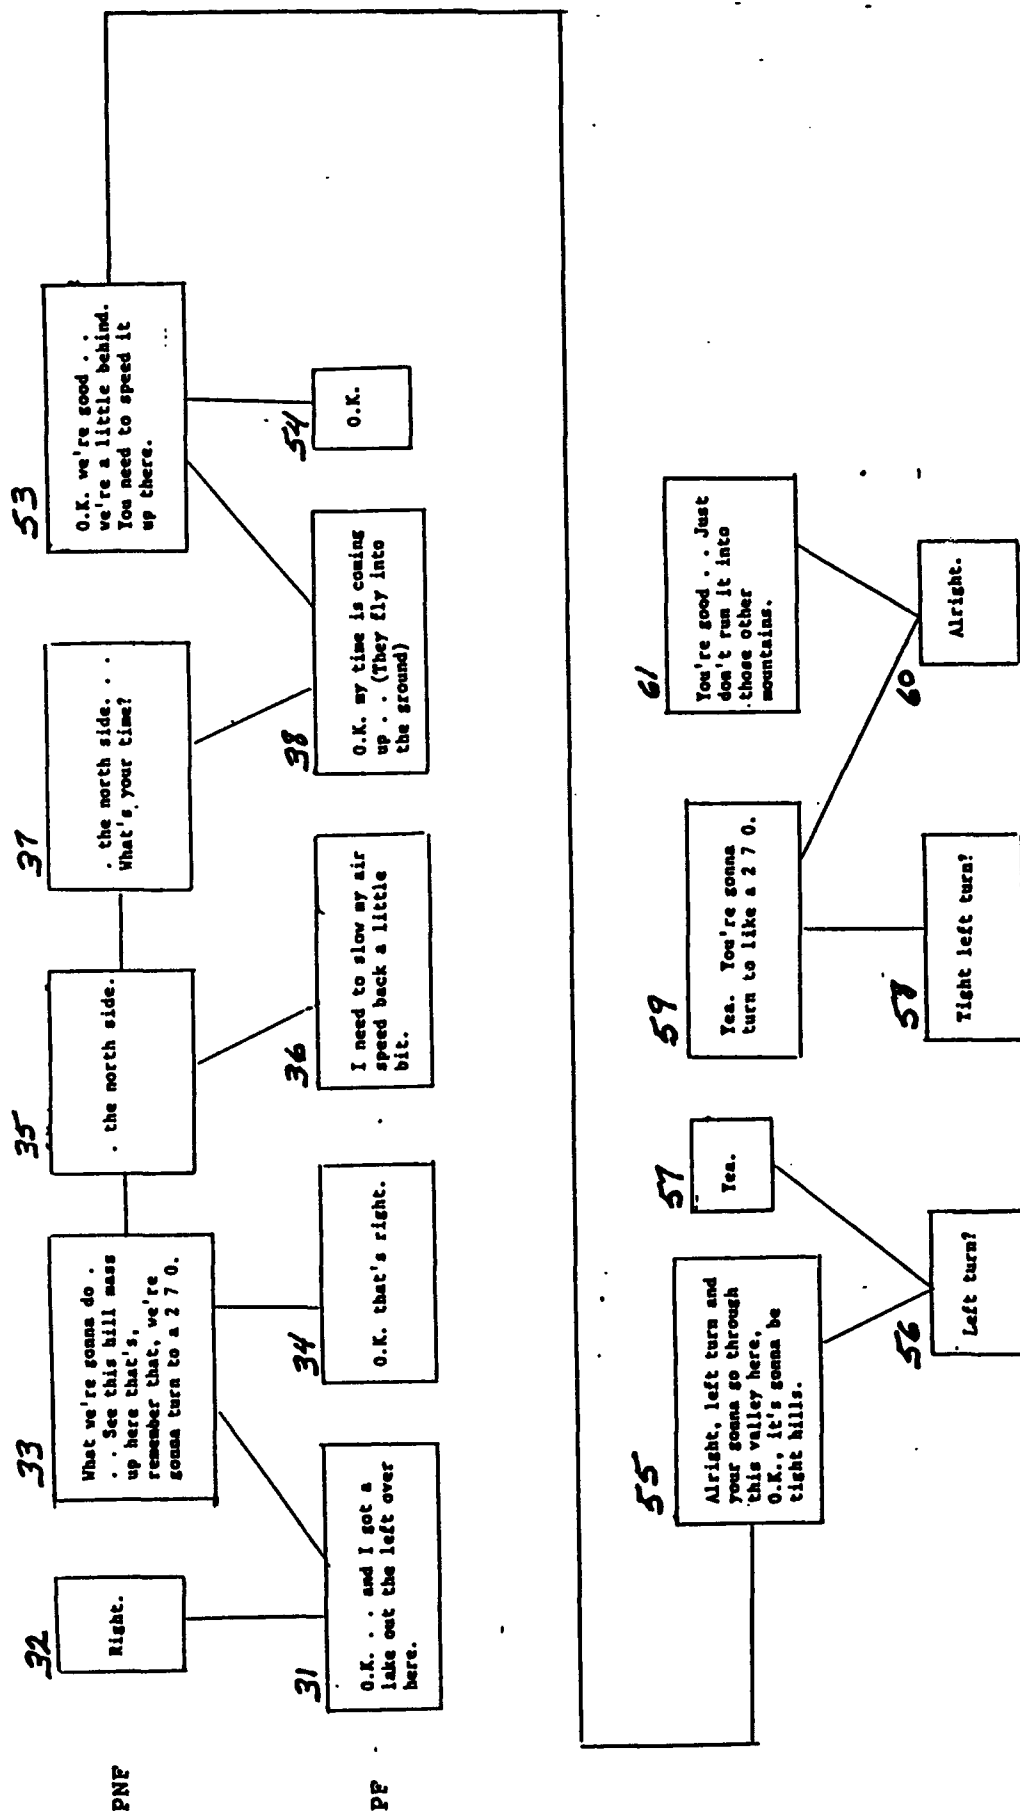 PNF
32
Right.
33
What we're gonna do .
. . See this hill mass
up here that's,
remember that, we're
gonna turn to a 2 7 0.
35
. the north side.
37
. the north side. . .
What's your time?
53
O.K. we're good . .
we're a little behind.
You need to speed it
up there.
PF
31
O.K. . . and I got a
lake out the left over
here.
34
O.K. that's right.
36
I need to slow my air
speed back a little
bit.
38
O.K. my time is coming
up . . (They fly into
the ground)
54
O.K.
55
Alright, left turn and
your gonna go through
this valley here,
O.K., it's gonna be
tight hills.
57
Yea.
59
Yea. You're gonna
turn to like a 2 7 0.
61
You're good . . Just
don't run it into
those other
mountains.
56
Left turn?
58
Tight left turn?
60
Alright.